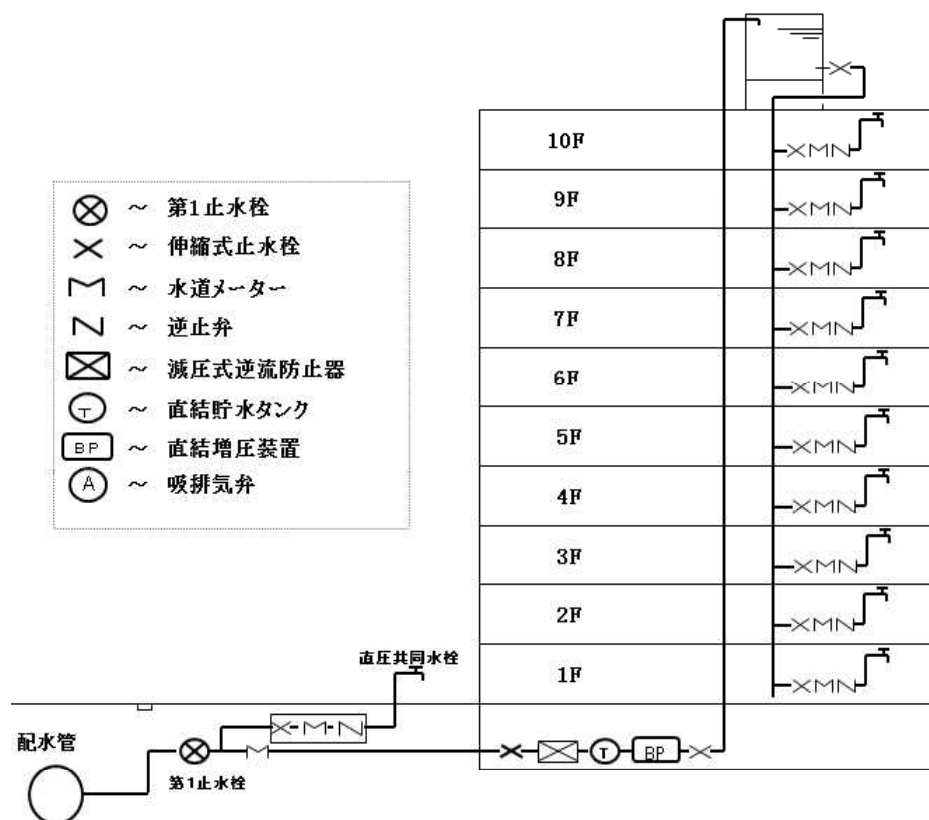 10F
9F
8F
7F
6F
5F
4F
3F
2F
1F
～ 第1止水栓
～ 伸縮式止水栓
～ 水道メーター
～ 逆止弁
～ 減圧式逆流防止器
T ～ 直結貯水タンク
BP ～ 直結増圧装置
A ～ 吸排気弁
直圧共同水栓
配水管
第1止水栓
T
BP